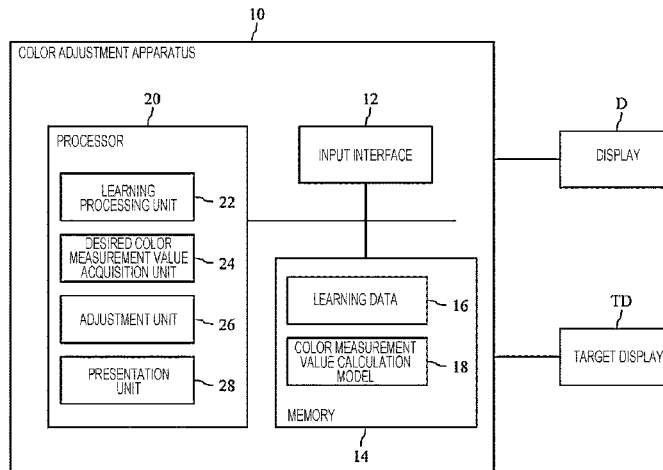 10
COLOR ADJUSTMENT APPARATUS
20
PROCESSOR
LEARNING
PROCESSING UNIT
22
DESIRED COLOR
MEASUREMENT VALUE
ACQUISITION UNIT
24
ADJUSTMENT UNIT
26
PRESENTATION
UNIT
28
12
INPUT INTERFACE
LEARNING DATA
16
COLOR MEASUREMENT
VALUE CALCULATION
MODEL
18
MEMORY
14
D
DISPLAY
TD
TARGET DISPLAY